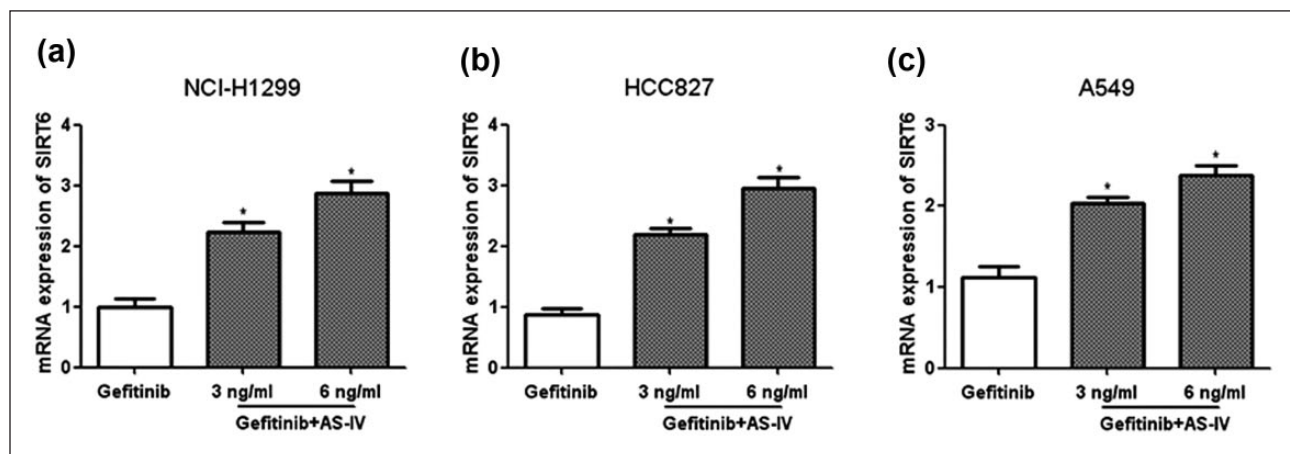 (a)
NCI-H1299
mRNA expression of SIRT6
4
3
2
1
0
*
*
Gefitinib
3 ng/ml
6 ng/ml
Gefitinib+AS-IV
(b)
HCC827
mRNA expression of SIRT6
4
3
2
1
0
*
*
Gefitinib
3 ng/ml
6 ng/ml
Gefitinib+AS-IV
(c)
A549
mRNA expression of SIRT6
3
2
1
0
*
*
Gefitinib
3 ng/ml
6 ng/ml
Gefitinib+AS-IV